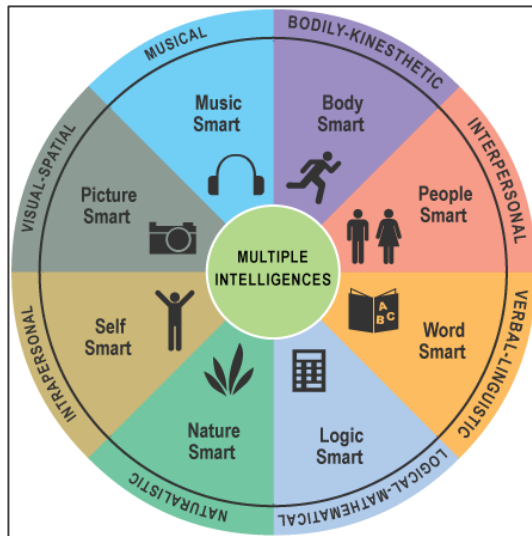 MUSICAL
BODILY-KINESTHETIC
Music
Smart
Body
Smart
VISUAL-SPATIAL
INTERPERSONAL
Picture
Smart
People
Smart
MULTIPLE
INTELLIGENCES
Self
Smart
A
B
C
Word
Smart
INTRAPERSONAL
VERBAL-LINGUISTIC
Nature
Smart
Logic
Smart
NATURALISTIC
LOGICAL-MATHEMATICAL